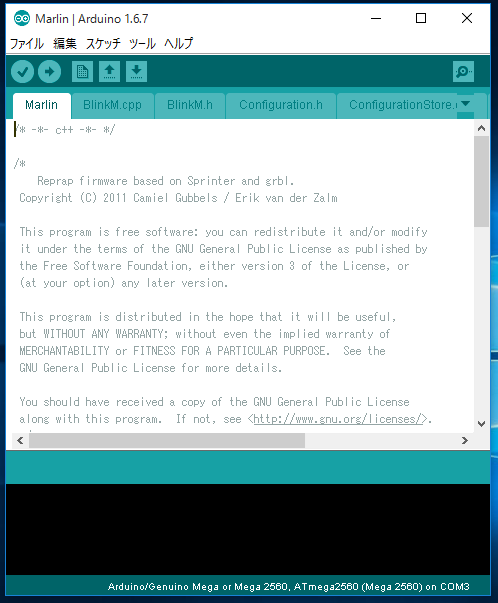 Marlin | Arduino 1.6.7
ファイル 編集 スケッチ ツール ヘルプ
Marlin BlinkM.cpp BlinkM.h Configuration.h ConfigurationStore.c
/* -*- c++ -*- */
/*
Reprap firmware based on Sprinter and grbl.
Copyright (C) 2011 Camiel Gubbels / Erik van der Zalm
This program is free software: you can redistribute it and/or modify
it under the terms of the GNU General Public License as published by
the Free Software Foundation, either version 3 of the License, or
(at your option) any later version.
This program is distributed in the hope that it will be useful,
but WITHOUT ANY WARRANTY; without even the implied warranty of
MERCHANTABILITY or FITNESS FOR A PARTICULAR PURPOSE.  See the
GNU General Public License for more details.
You should have received a copy of the GNU General Public License
along with this program.  If not, see <http://www.gnu.org/licenses/>.
Arduino/Genuino Mega or Mega 2560, ATmega2560 (Mega 2560) on COM3